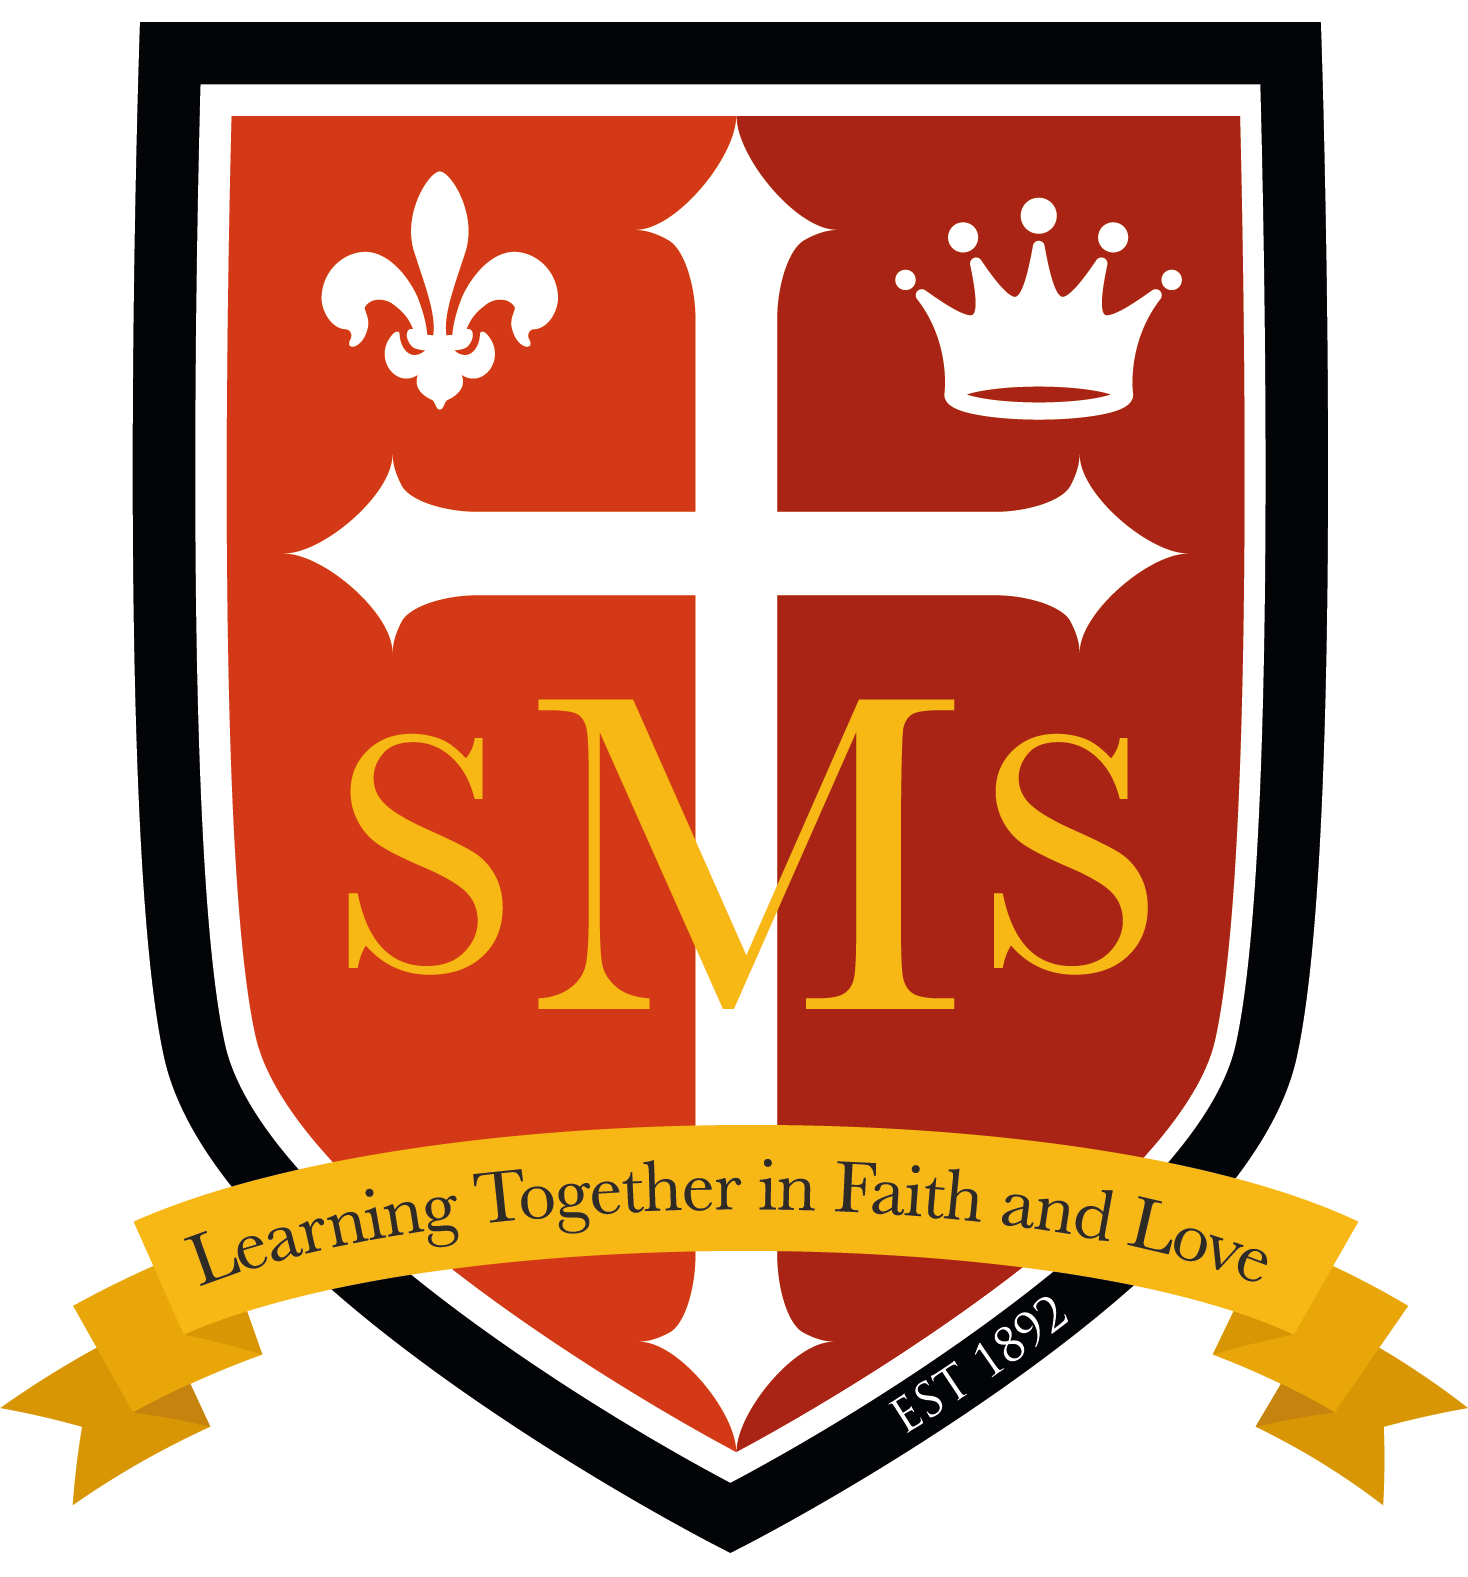 SMS
Learning Together in Faith and Love
EST 1892